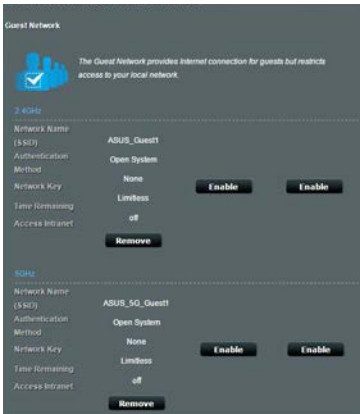 Guest Network
The Guest Network provides Internet connection for guests but restricts
access to your local network.
2.4GHz
Network Name
(SSID)
ASUS_Guest1
Authentication
Method
Open System
Network Key
None
Enable
Enable
Time Remaining
Limitless
Access Intranet
off
Remove
5GHz
Network Name
(SSID)
ASUS_5G_Guest1
Authentication
Method
Open System
Network Key
None
Enable
Enable
Time Remaining
Limitless
Access Intranet
off
Remove